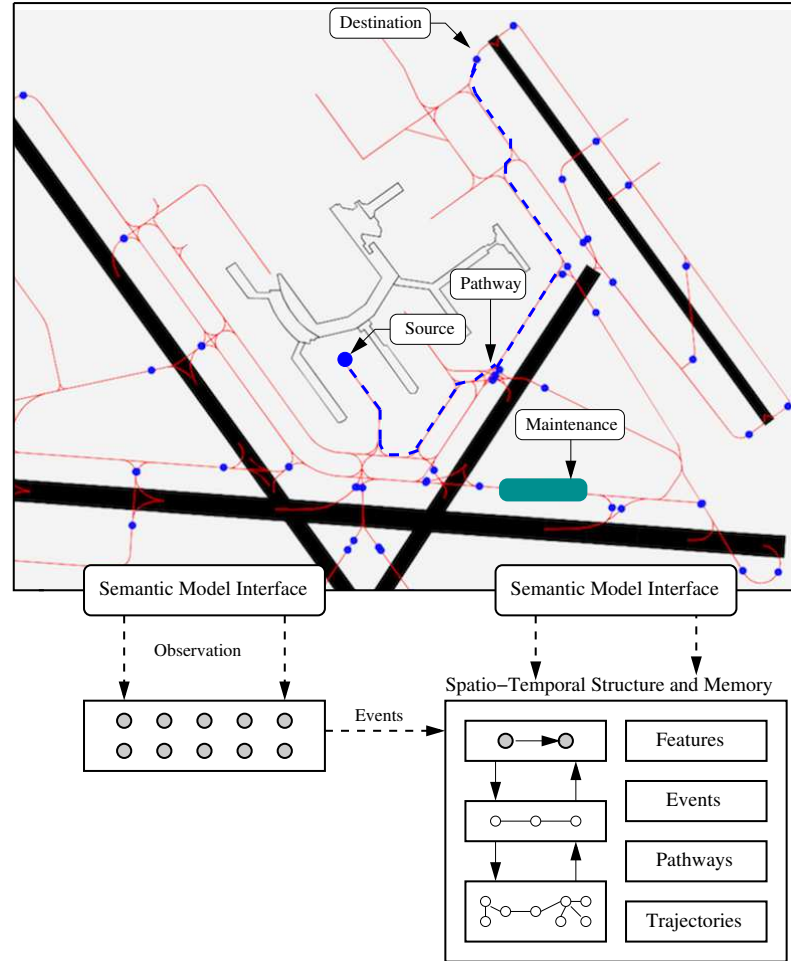 Destination
Pathway
Source
Maintenance
Semantic Model Interface
Semantic Model Interface
Observation
Spatio−Temporal Structure and Memory
Events
Features
Events
Pathways
Trajectories